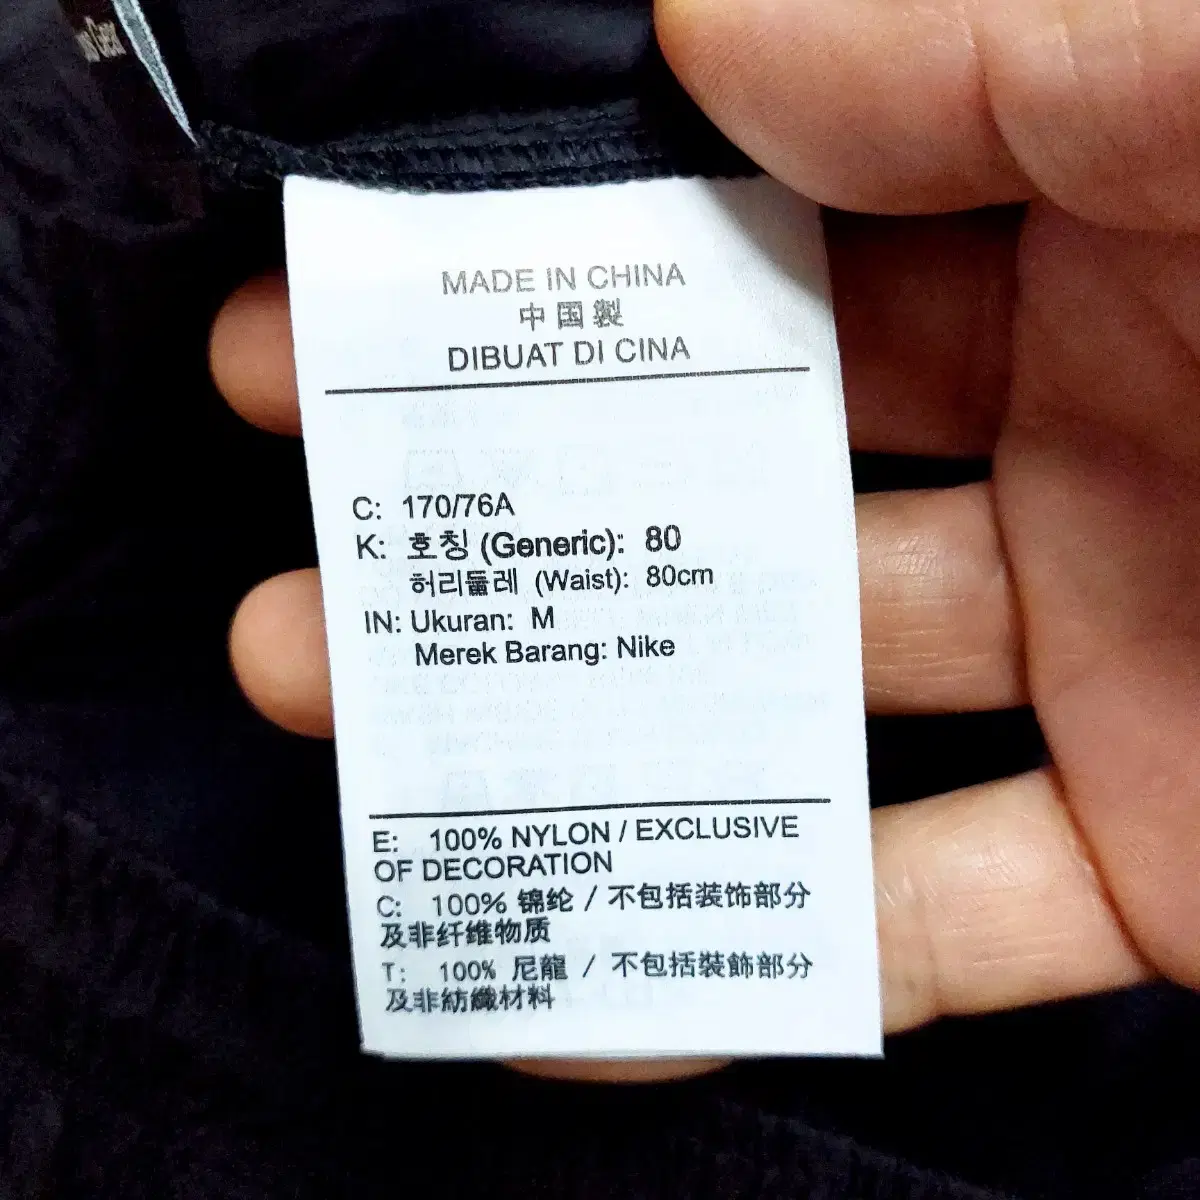 MADE IN CHINA
中国製
DIBUAT DI CINA
C: 170/76A
K: 호칭 (Generic): 80
허리둘레 (Waist): 80cm
IN: Ukuran: M
Merek Barang: Nike
E: 100% NYLON / EXCLUSIVE
OF DECORATION
C: 100% 锦纶 / 不包括装饰部分
及非纤维物质
T: 100% 尼龍 / 不包括裝飾部分
及非紡織材料